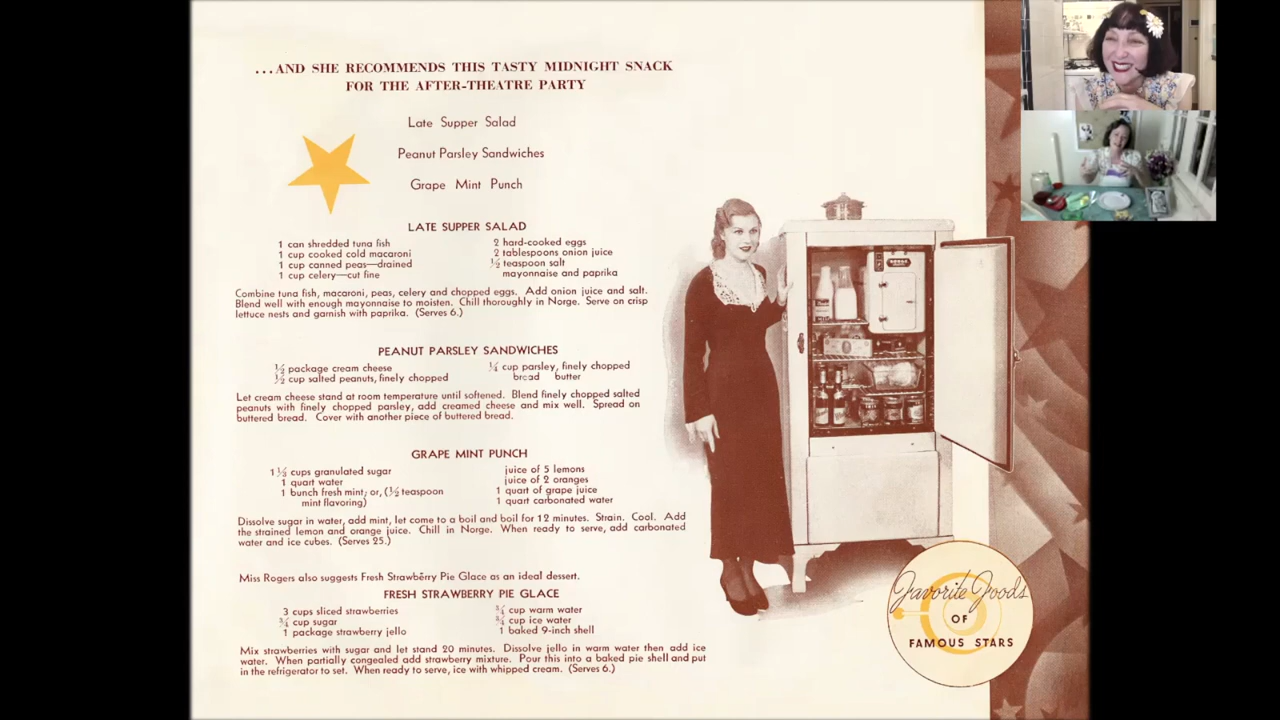 ...AND SHE RECOMMENDS THIS TASTY MIDNIGHT SNACK
FOR THE AFTER-THEATRE PARTY
Late Supper Salad
Peanut Parsley Sandwiches
Grape Mint Punch
LATE SUPPER SALAD
1 can shredded tuna fish
1 cup cooked cold macaroni
1 cup canned peas—drained
1 cup celery—cut fine
2 hard-cooked eggs
2 tablespoons onion juice
½ teaspoon salt
mayonnaise and paprika
Combine tuna fish, macaroni, peas, celery and chopped eggs. Add onion juice and salt.
Blend well with enough mayonnaise to moisten. Chill thoroughly in Norge. Serve on crisp
lettuce nests and garnish with paprika. (Serves 6.)
PEANUT PARSLEY SANDWICHES
½ package cream cheese
½ cup salted peanuts, finely chopped
¼ cup parsley, finely chopped
bread butter
Let cream cheese stand at room temperature until softened. Blend finely chopped salted
peanuts with finely chopped parsley, add creamed cheese and mix well. Spread on
buttered bread. Cover with another piece of buttered bread.
GRAPE MINT PUNCH
1½ cups granulated sugar
1 quart water
1 bunch fresh mint; or, (½ teaspoon
mint flavoring)
juice of 5 lemons
juice of 2 oranges
1 quart of grape juice
1 quart carbonated water
Dissolve sugar in water, add mint, let come to a boil and boil for 12 minutes. Strain. Cool. Add
the strained lemon and orange juice. Chill in Norge. When ready to serve, add carbonated
water and ice cubes. (Serves 25.)
Miss Rogers also suggests Fresh Strawberry Pie Glace as an ideal dessert.
FRESH STRAWBERRY PIE GLACE
3 cups sliced strawberries
¾ cup sugar
1 package strawberry jello
¾ cup warm water
¾ cup ice water
1 baked 9-inch shell
Mix strawberries with sugar and let stand 20 minutes. Dissolve jello in warm water then add ice
water. When partially congealed add strawberry mixture. Pour this into a baked pie shell and put
in the refrigerator to set. When ready to serve, ice with whipped cream. (Serves 6.)
Favorite Foods
OF
FAMOUS STARS